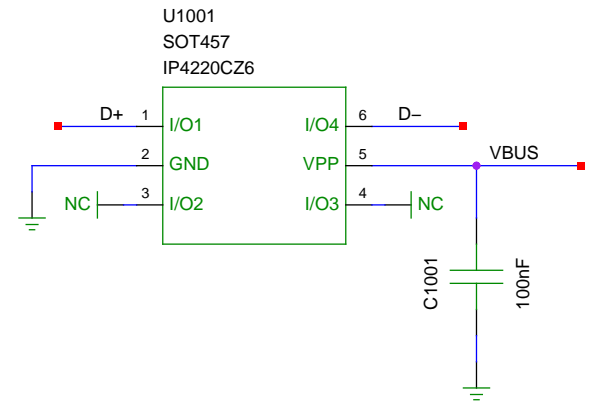 U1001
SOT457
IP4220CZ6
D+ 1 I/O1 I/O4 6 D−
2 GND VPP 5 VBUS
NC 3 I/O2 I/O3 4 NC
C1001 100nF